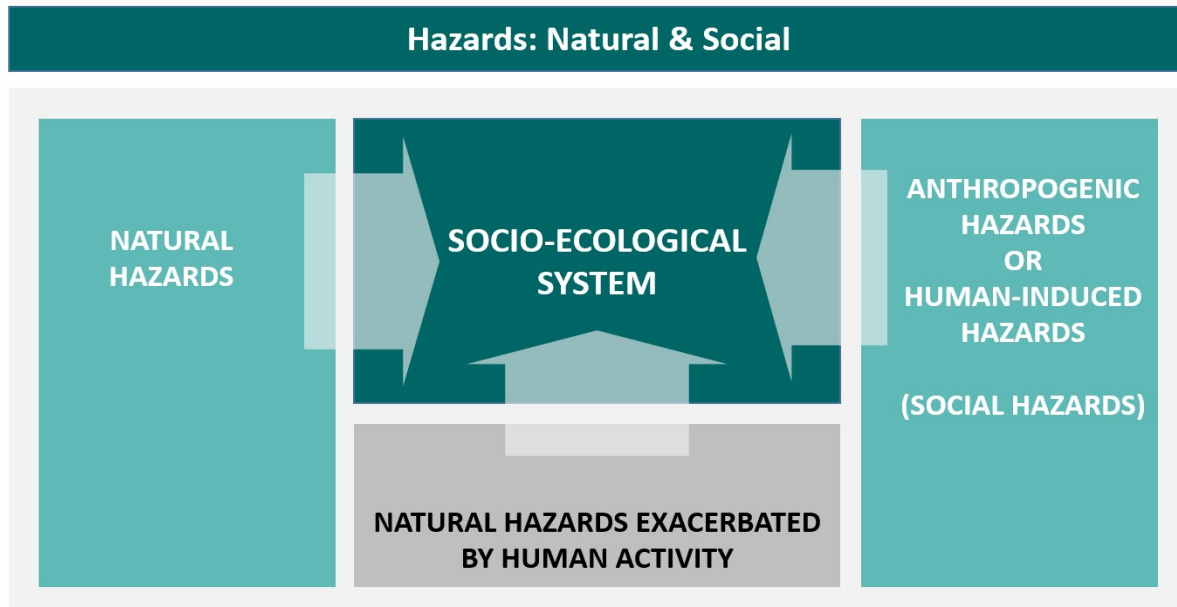 Hazards: Natural & Social
NATURAL
HAZARDS
SOCIO-ECOLOGICAL
SYSTEM
ANTHROPOGENIC
HAZARDS
OR
HUMAN-INDUCED
HAZARDS
(SOCIAL HAZARDS)
NATURAL HAZARDS EXACERBATED
BY HUMAN ACTIVITY